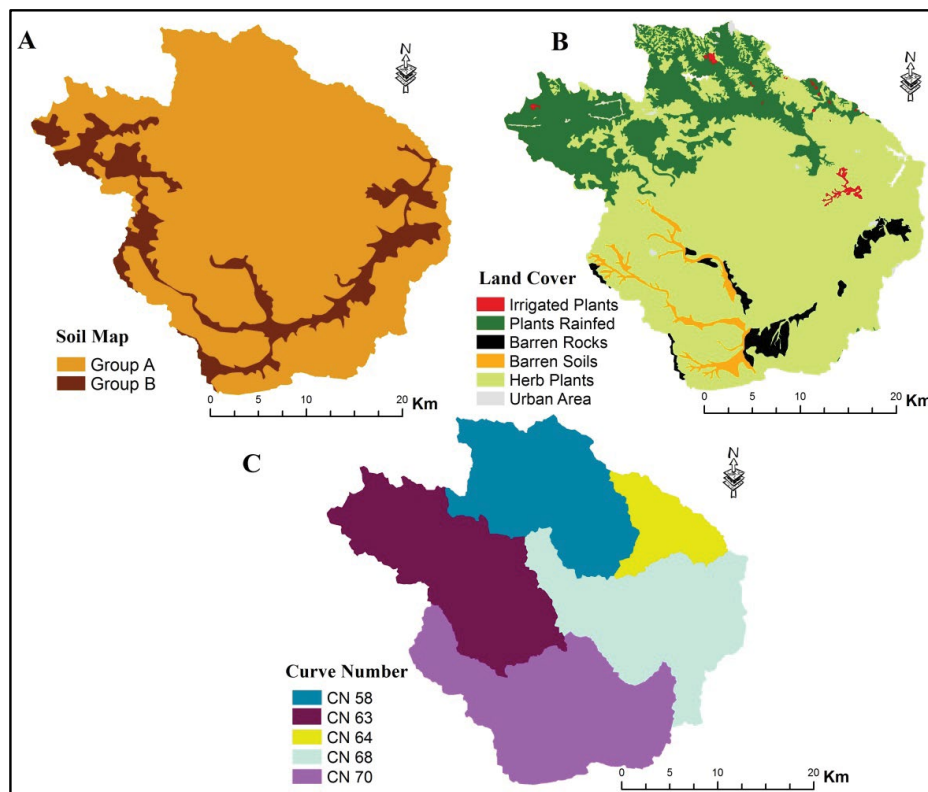 A
N
Soil Map
Group A
Group B
0 5 10 20
Km
B
N
Land Cover
Irrigated Plants
Plants Rainfed
Barren Rocks
Barren Soils
Herb Plants
Urban Area
0 5 10 20
Km
C
N
Curve Number
CN 58
CN 63
CN 64
CN 68
CN 70
0 5 10 20
Km